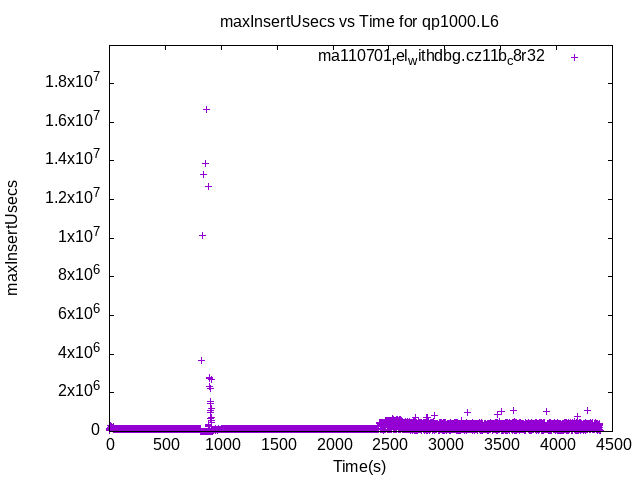 maxInsertUsecs vs Time for qp1000.L6
ma110701relwithdbg.cz11bc8r32
maxInsertUsecs
1.8x10^7
1.6x10^7
1.4x10^7
1.2x10^7
1x10^7
8x10^6
6x10^6
4x10^6
2x10^6
0
0 500 1000 1500 2000 2500 3000 3500 4000 4500
Time(s)